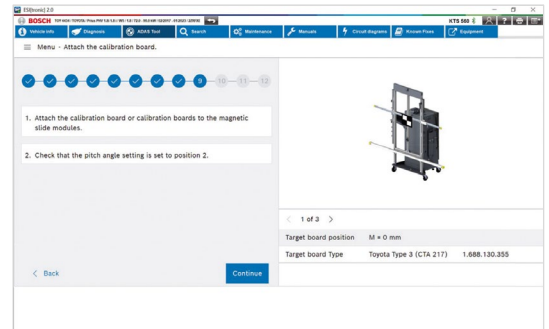 ESI[tronic] 2.0
BOSCH
KTS 560
Vehicle info
Diagnosis
ADAS Tool
Search
Maintenance
Manuals
Circuit diagrams
Known Fixes
Equipment
Menu - Attach the calibration board.
9 10 11 12
1. Attach the calibration board or calibration boards to the magnetic
slide modules.
2. Check that the pitch angle setting is set to position 2.
< 1 of 3 >
Target board position M = 0 mm
Target board Type Toyota Type 3 (CTA 217) 1.688.130.355
< Back
Continue